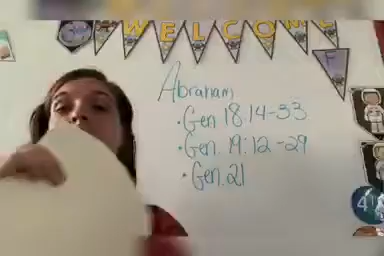 WELCOME
Abraham
• Gen 18:14-33
• Gen. 19:12-29
• Gen. 21